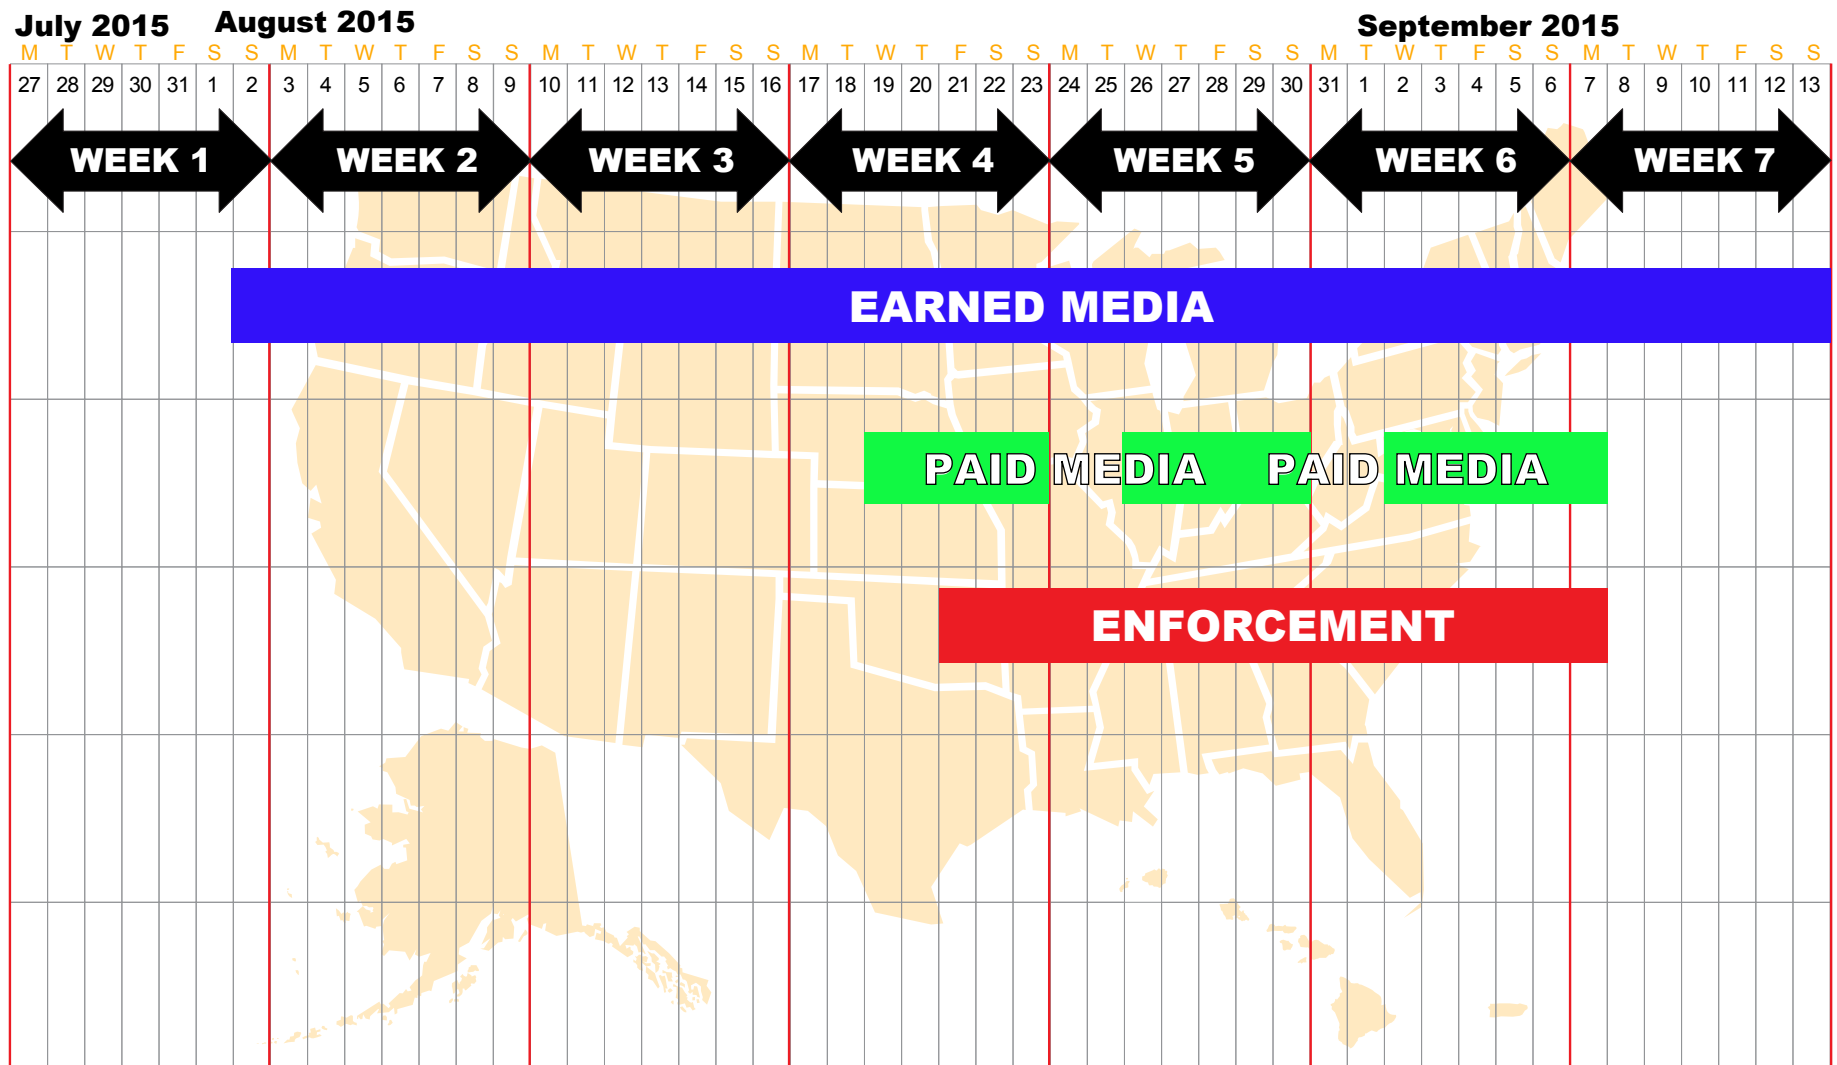 July 2015 August 2015 September 2015
M T W T F S S M T W T F S S M T W T F S S M T W T F S S M T W T F S S M T W T F S S M T W T F S S
27 28 29 30 31 1 2 3 4 5 6 7 8 9 10 11 12 13 14 15 16 17 18 19 20 21 22 23 24 25 26 27 28 29 30 31 1 2 3 4 5 6 7 8 9 10 11 12 13
WEEK 1 WEEK 2 WEEK 3 WEEK 4 WEEK 5 WEEK 6 WEEK 7
EARNED MEDIA
PAID MEDIA PAID MEDIA
ENFORCEMENT